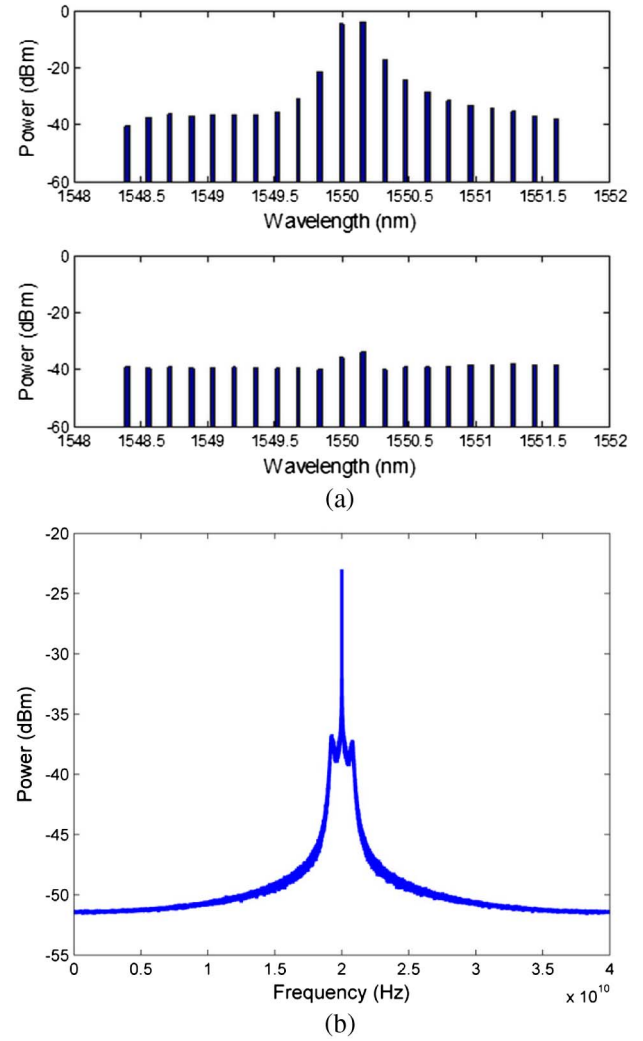 0
-20
-40
-60
Power (dBm)
1548 1548.5 1549 1549.5 1550 1550.5 1551 1551.5 1552
Wavelength (nm)
0
-20
-40
-60
Power (dBm)
1548 1548.5 1549 1549.5 1550 1550.5 1551 1551.5 1552
Wavelength (nm)
(a)
-20
-25
-30
-35
-40
-45
-50
-55
Power (dBm)
0 0.5 1 1.5 2 2.5 3 3.5 4
Frequency (Hz)
x 10^10
(b)